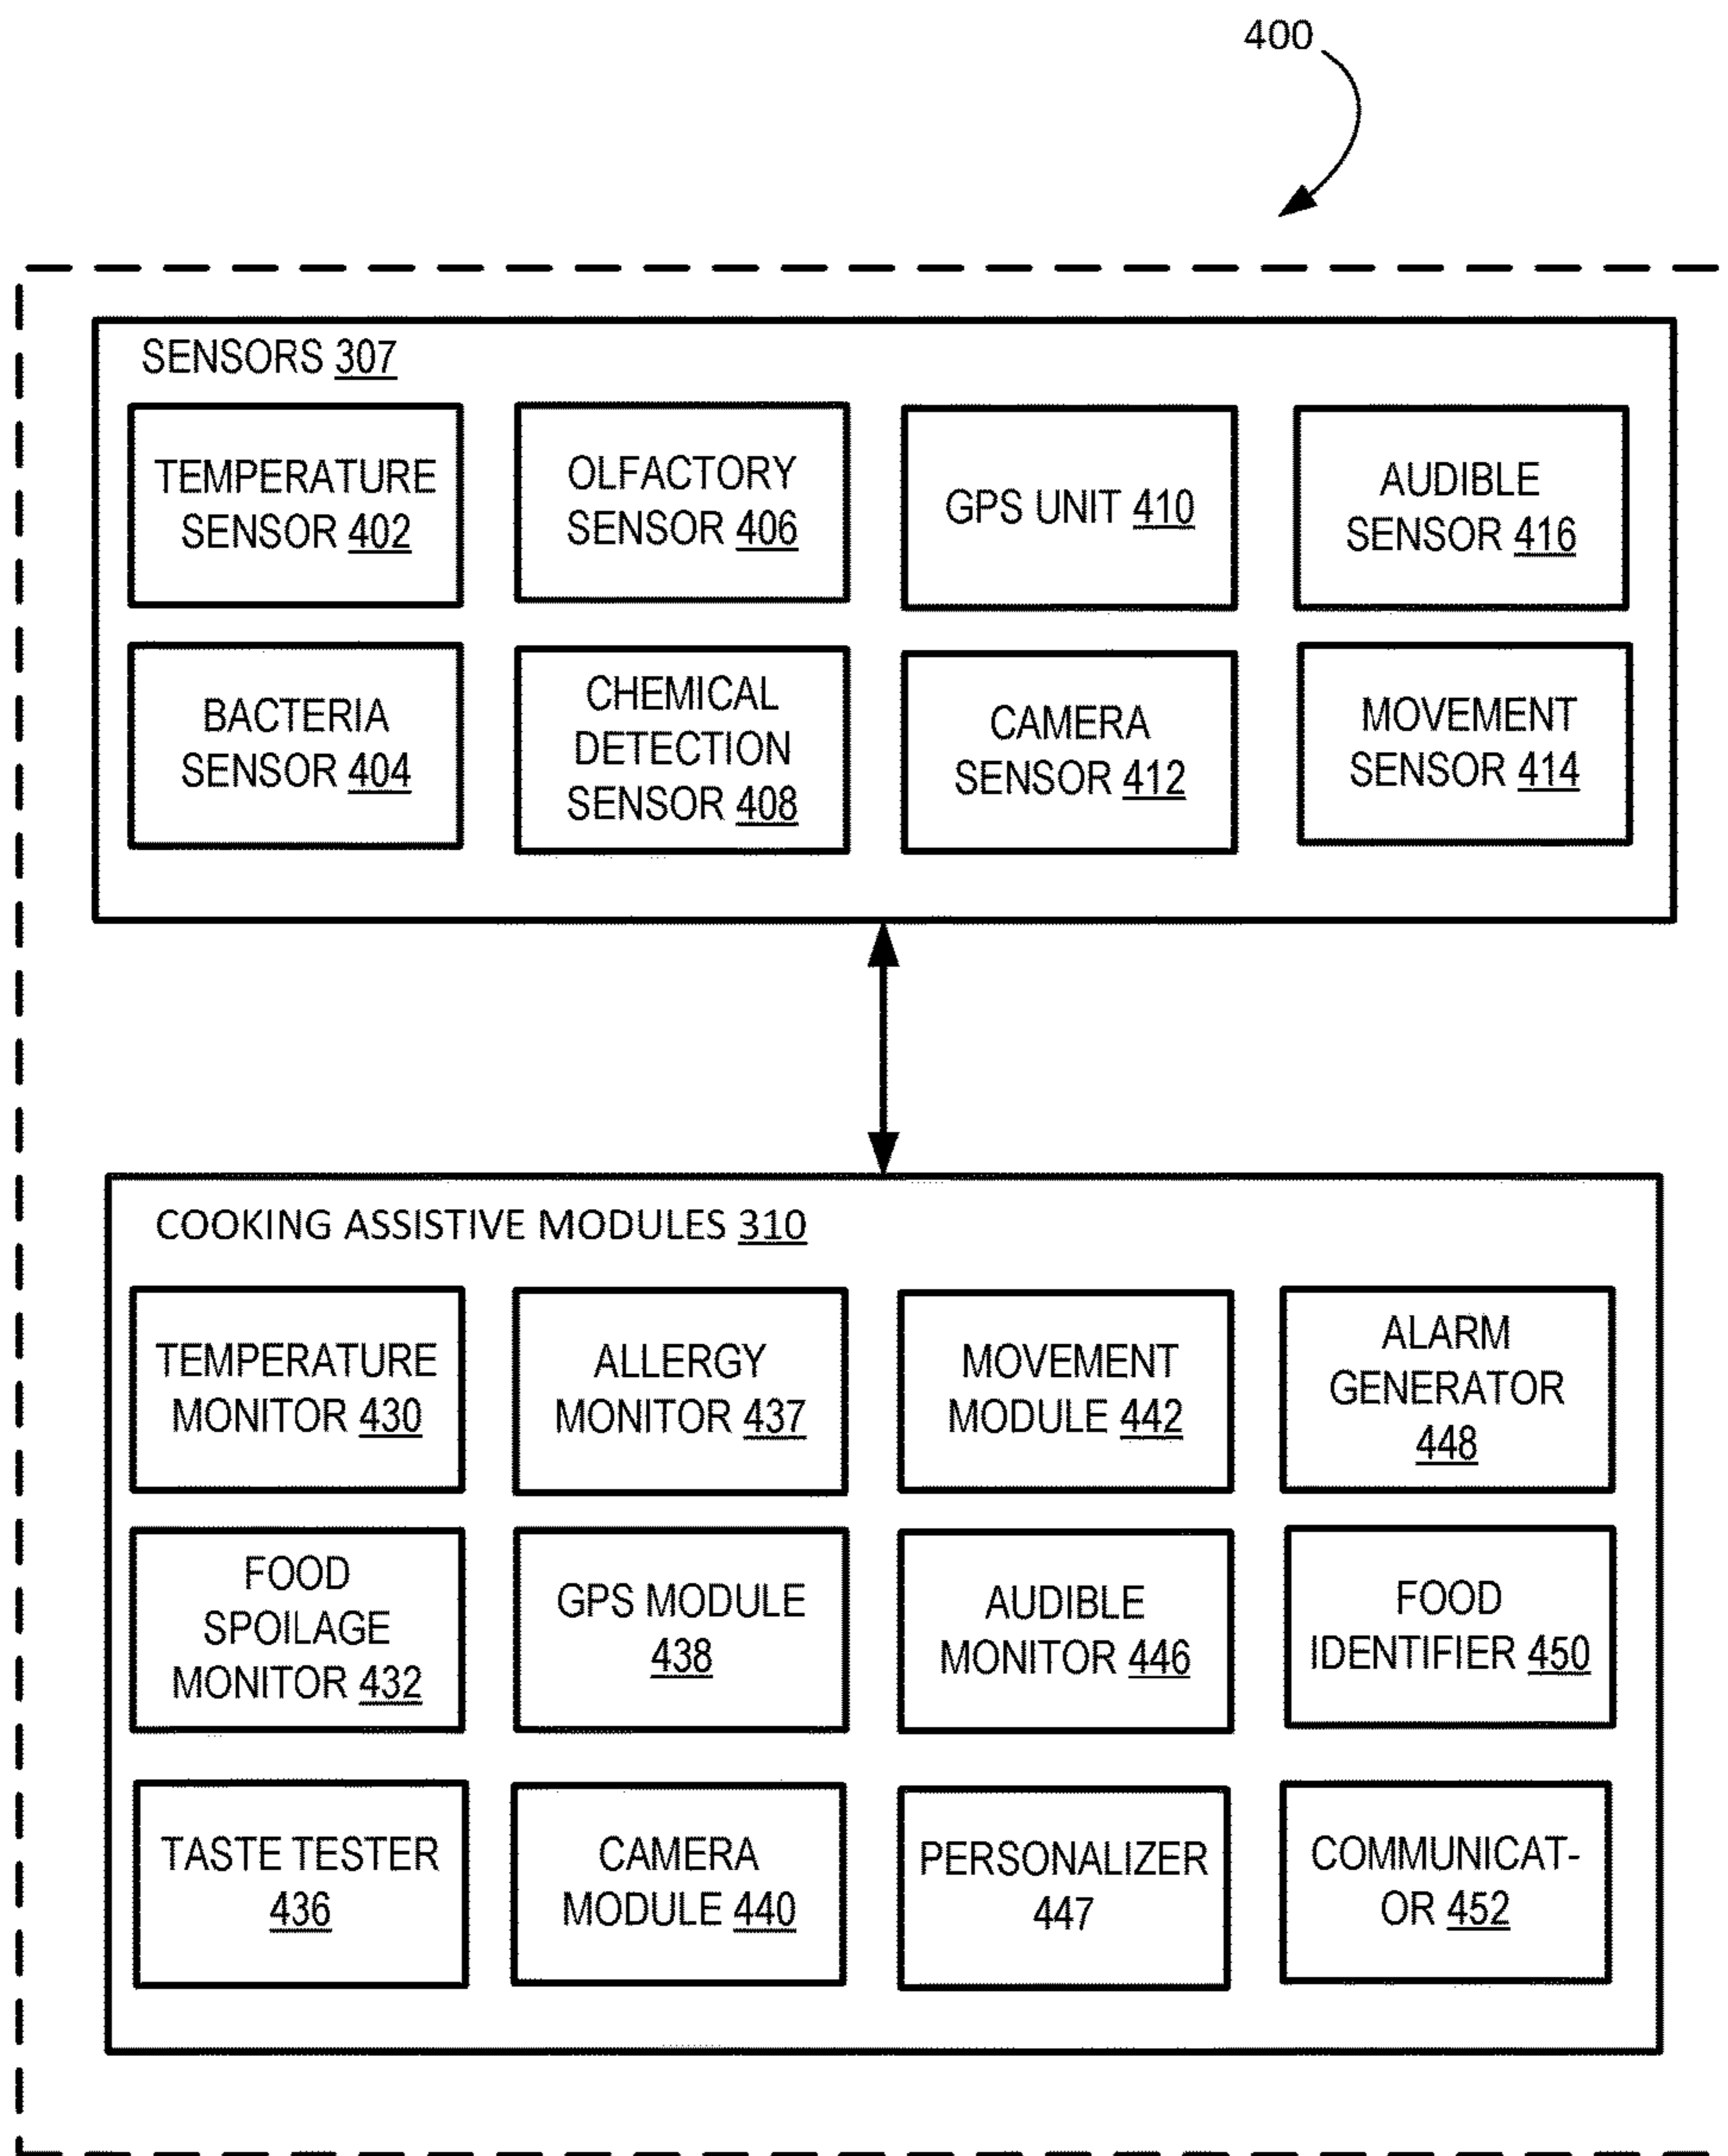 400
SENSORS 307
TEMPERATURE
SENSOR 402
OLFACTORY
SENSOR 406
GPS UNIT 410
AUDIBLE
SENSOR 416
BACTERIA
SENSOR 404
CHEMICAL
DETECTION
SENSOR 408
CAMERA
SENSOR 412
MOVEMENT
SENSOR 414
COOKING ASSISTIVE MODULES 310
TEMPERATURE
MONITOR 430
ALLERGY
MONITOR 437
MOVEMENT
MODULE 442
ALARM
GENERATOR
448
FOOD
SPOILAGE
MONITOR 432
GPS MODULE
438
AUDIBLE
MONITOR 446
FOOD
IDENTIFIER 450
TASTE TESTER
436
CAMERA
MODULE 440
PERSONALIZER
447
COMMUNICAT-
OR 452